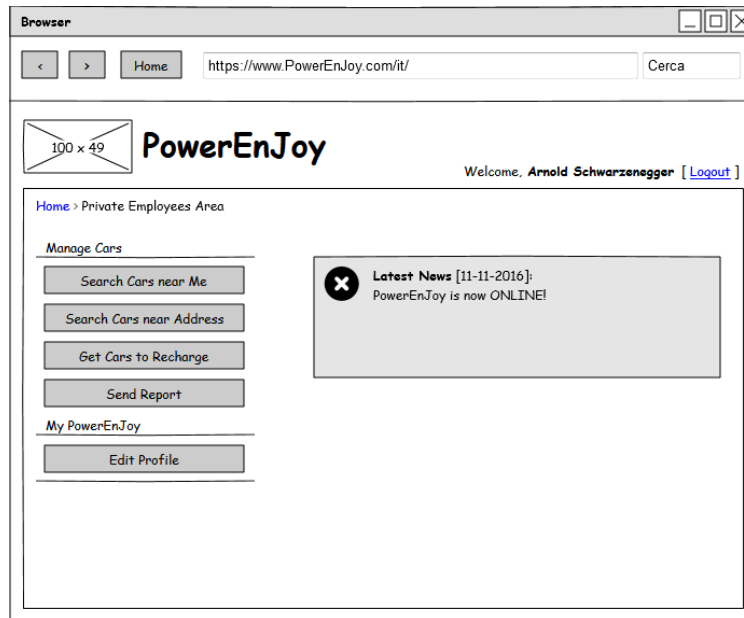 Browser
< > Home https://www.PowerEnJoy.com/it/ Cerca
100 x 49
PowerEnJoy
Welcome, Arnold Schwarzenegger [ Logout ]
Home > Private Employees Area
Manage Cars
Search Cars near Me
Search Cars near Address
Get Cars to Recharge
Send Report
My PowerEnJoy
Edit Profile
Latest News [11-11-2016]:
PowerEnJoy is now ONLINE!